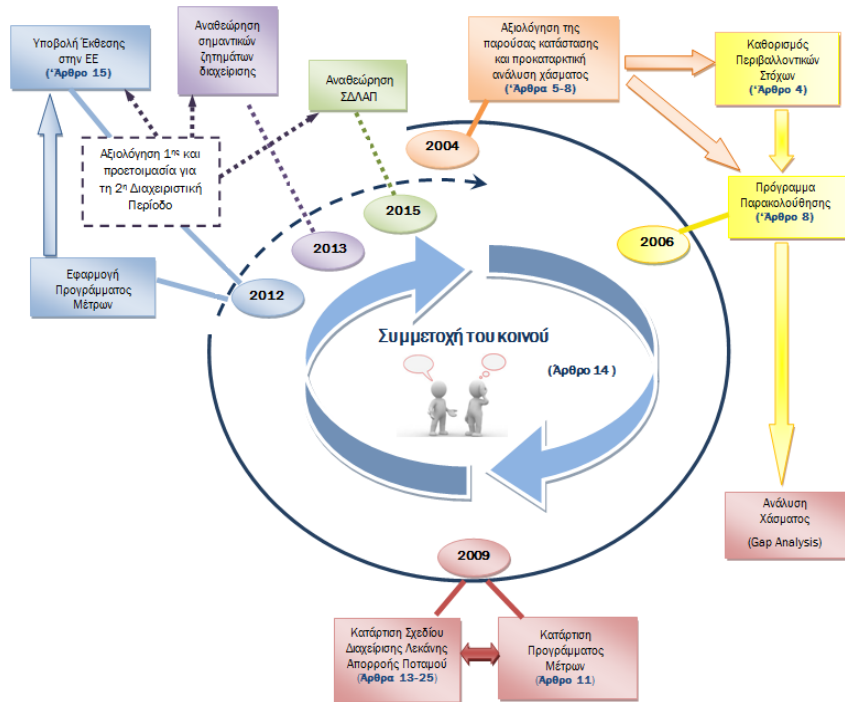 Υποβολή Έκθεσης
στην ΕΕ
(‘Άρθρο 15)
Αναθεώρηση
σημαντικών
ζητημάτων
διαχείρισης
Αναθεώρηση
ΣΔΛΑΠ
Αξιολόγηση της
παρούσας κατάστασης
και προκαταρκτική
ανάλυση χάσματος
(‘Άρθρα 5-8)
Καθορισμός
Περιβαλλοντικών
Στόχων
(‘Άρθρο 4)
Αξιολόγηση 1ης και
προετοιμασία για
τη 2η Διαχειριστική
Περίοδο
2004
2015
2013
2012
2006
Πρόγραμμα
Παρακολούθησης
(‘Άρθρο 8)
Εφαρμογή
Προγράμματος
Μέτρων
Συμμετοχή του κοινού
(Άρθρο 14 )
Ανάλυση
Χάσματος
(Gap Analysis)
2009
Κατάρτιση Σχεδίου
Διαχείρισης Λεκάνης
Απορροής Ποταμού
(Άρθρα 13-25)
Κατάρτιση
Προγράμματος
Μέτρων
(Άρθρο 11)